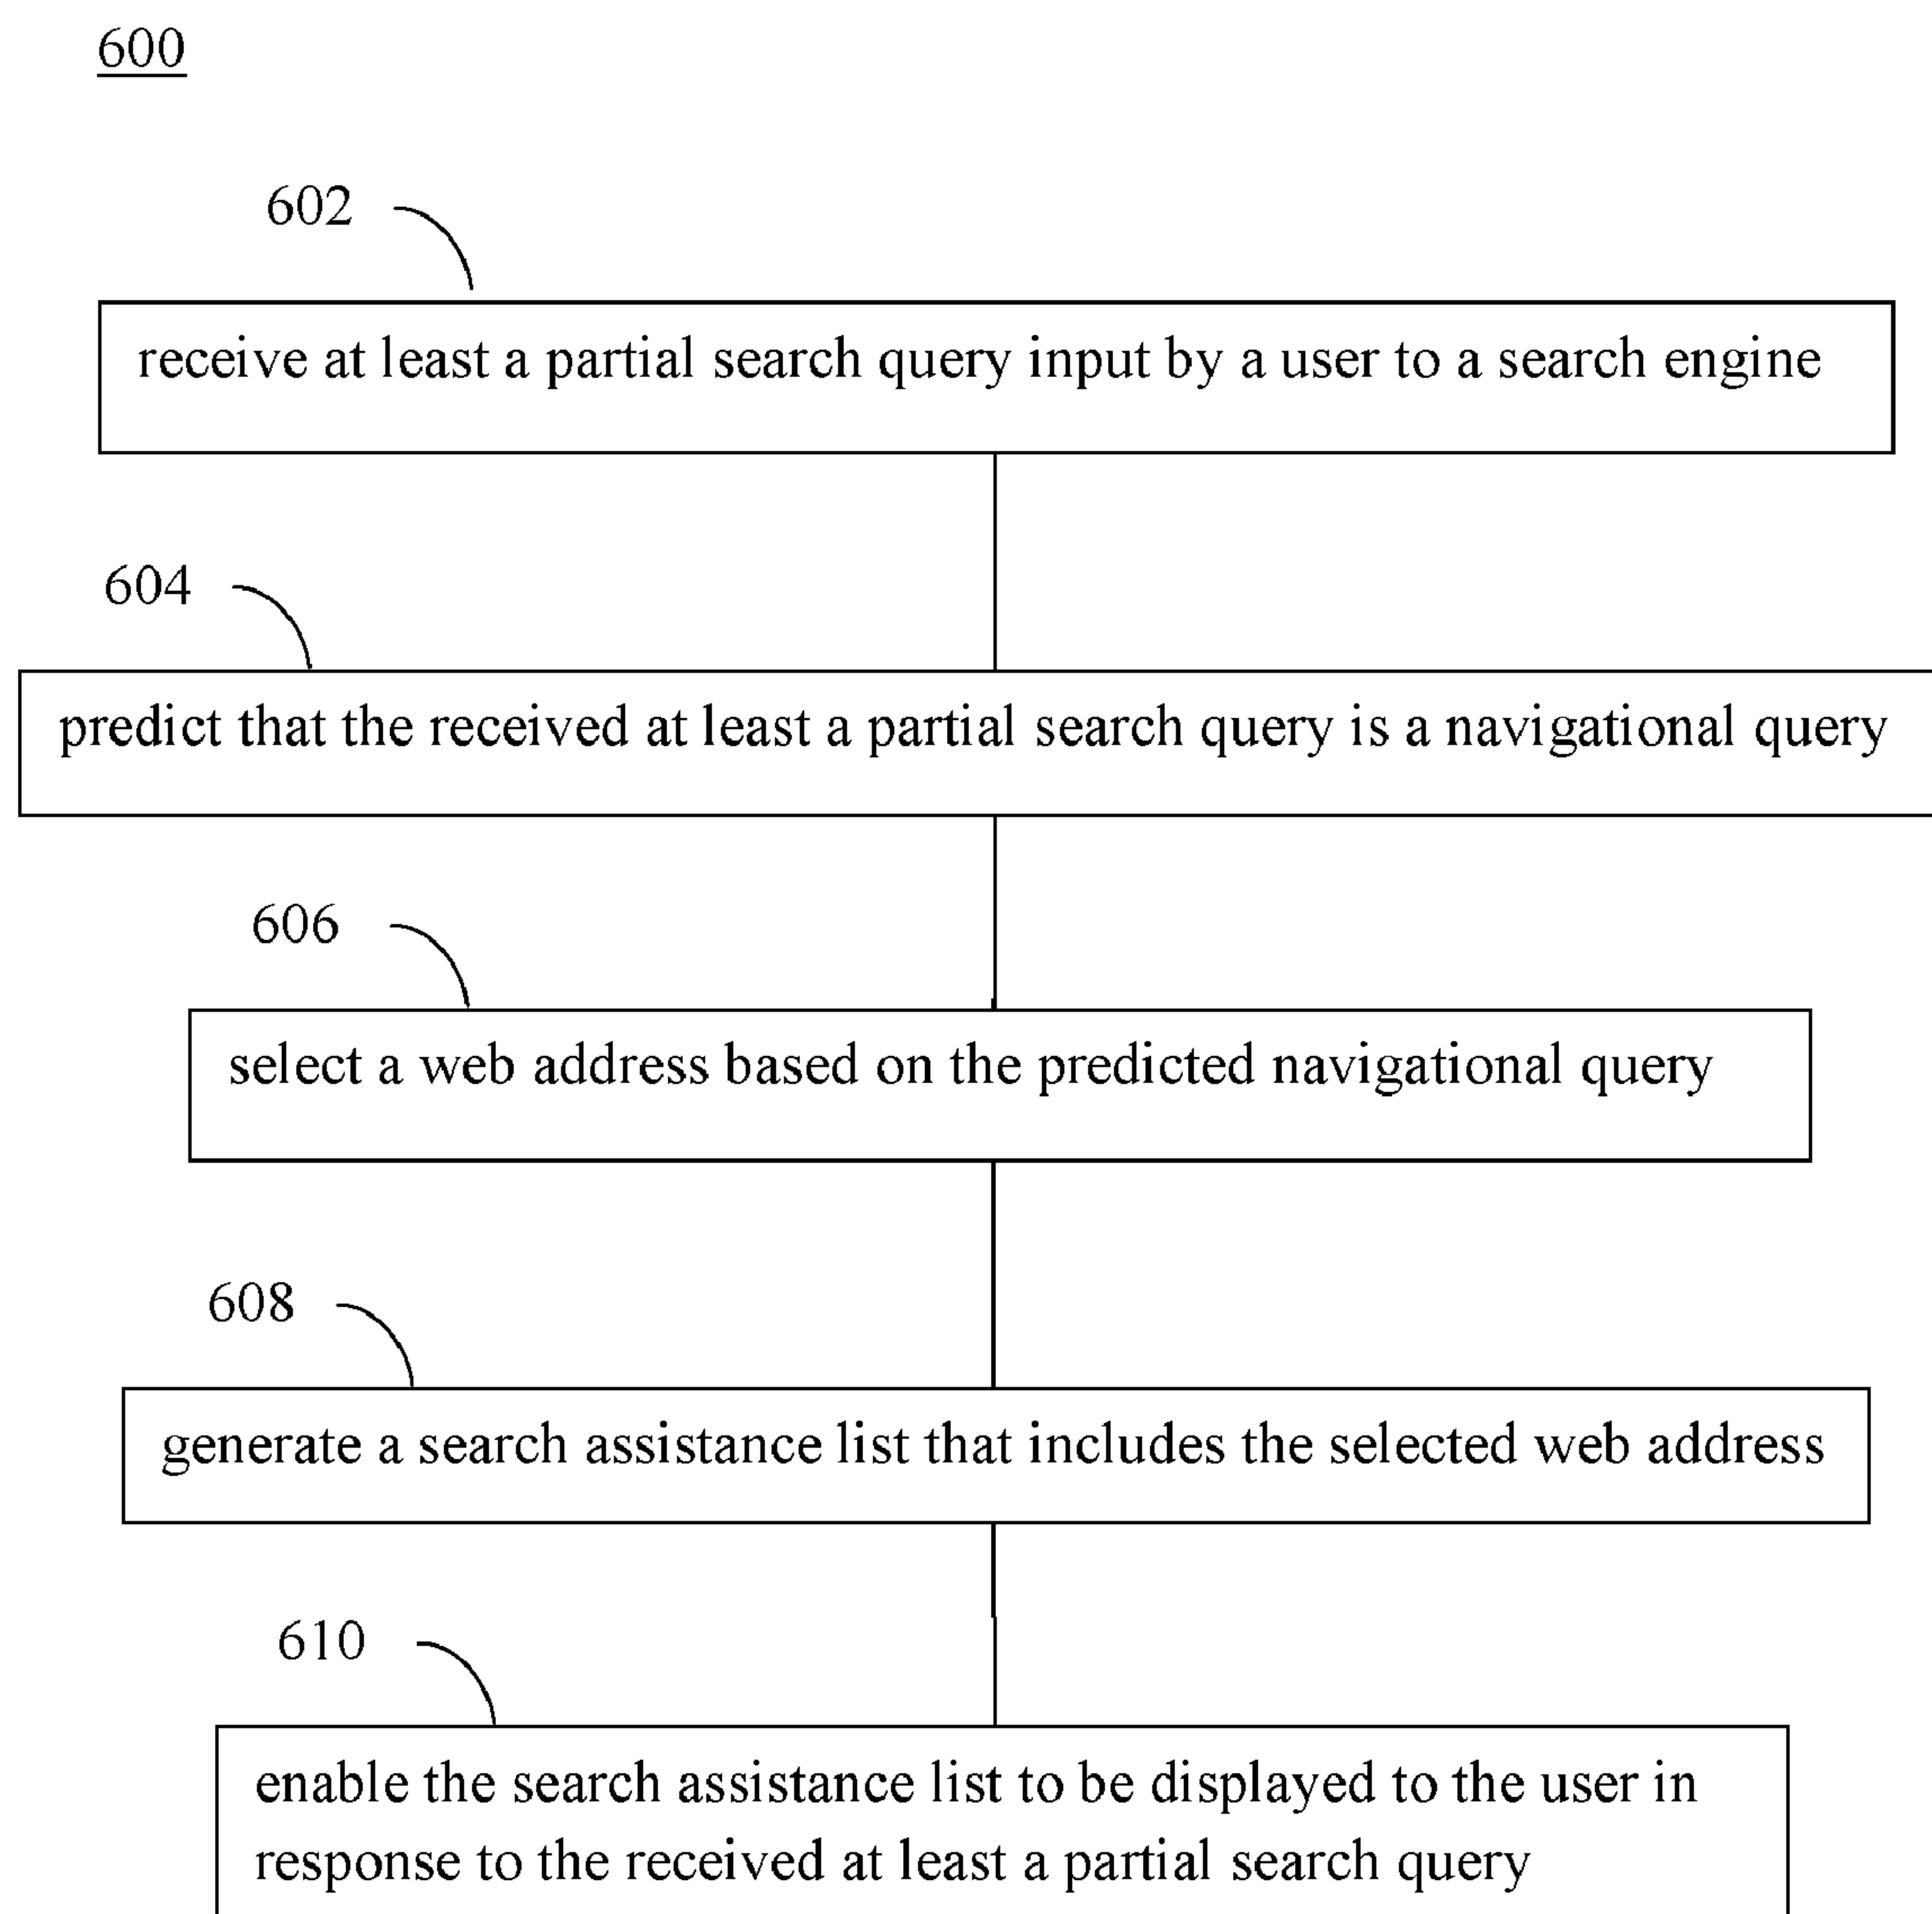 600
602
receive at least a partial search query input by a user to a search engine
604
predict that the received at least a partial search query is a navigational query
606
select a web address based on the predicted navigational query
608
generate a search assistance list that includes the selected web address
610
enable the search assistance list to be displayed to the user in
response to the received at least a partial search query